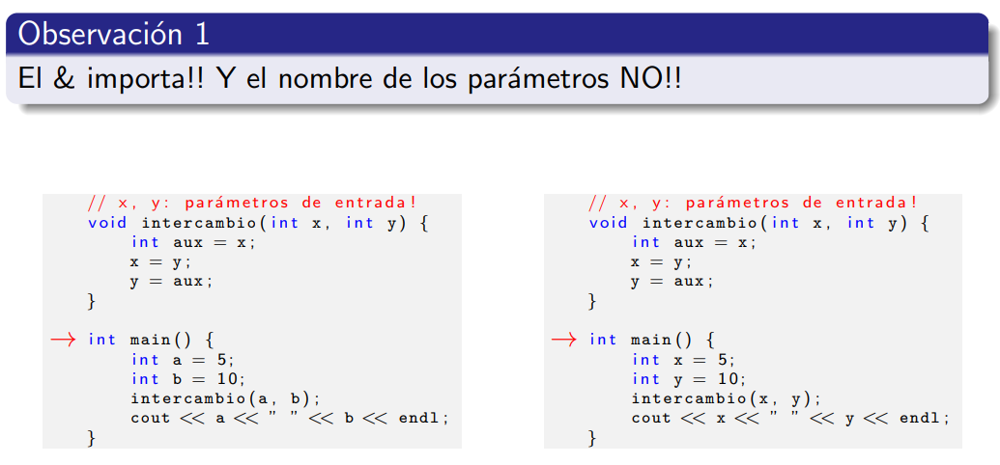 Observación 1
El & importa!! Y el nombre de los parámetros NO!!
// x, y: parámetros de entrada!
void intercambio(int x, int y) {
int aux = x;
x = y;
y = aux;
}
→ int main() {
int a = 5;
int b = 10;
intercambio(a, b);
cout << a << " " << b << endl;
}
// x, y: parámetros de entrada!
void intercambio(int x, int y) {
int aux = x;
x = y;
y = aux;
}
→ int main() {
int x = 5;
int y = 10;
intercambio(x, y);
cout << x << " " << y << endl;
}